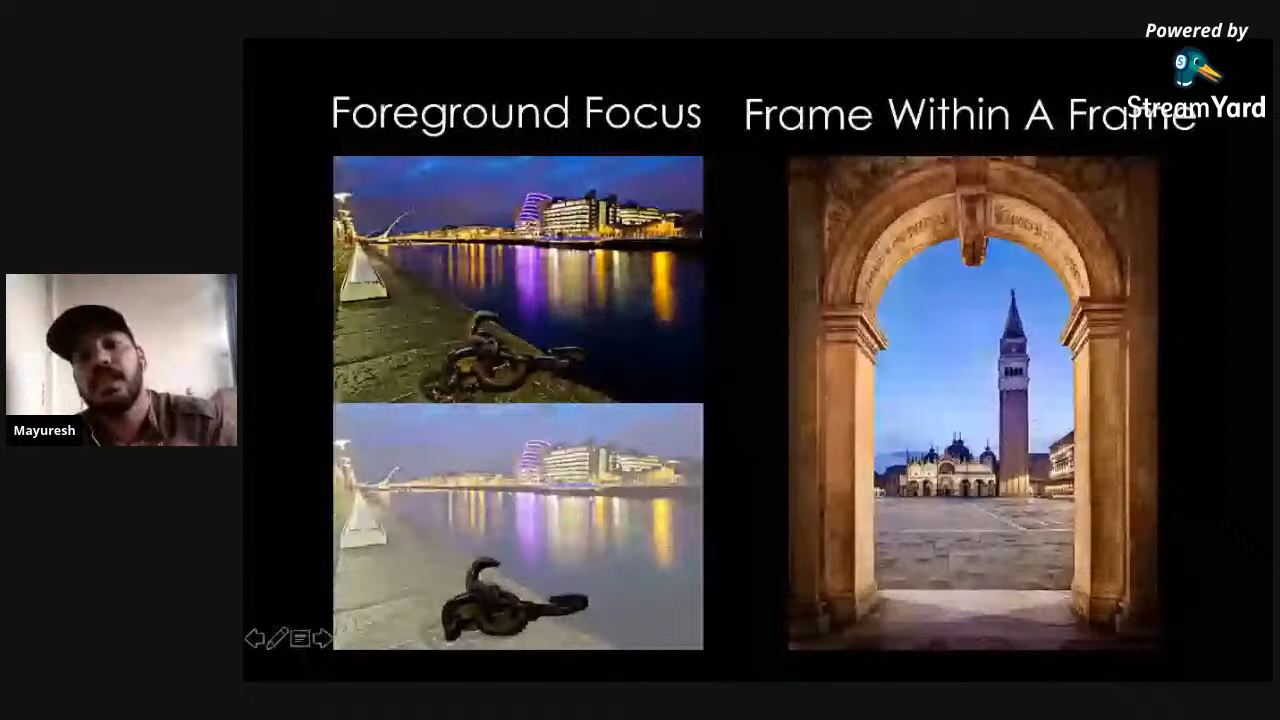 Powered by
StreamYard
Foreground Focus
Frame Within A Frame
Mayuresh